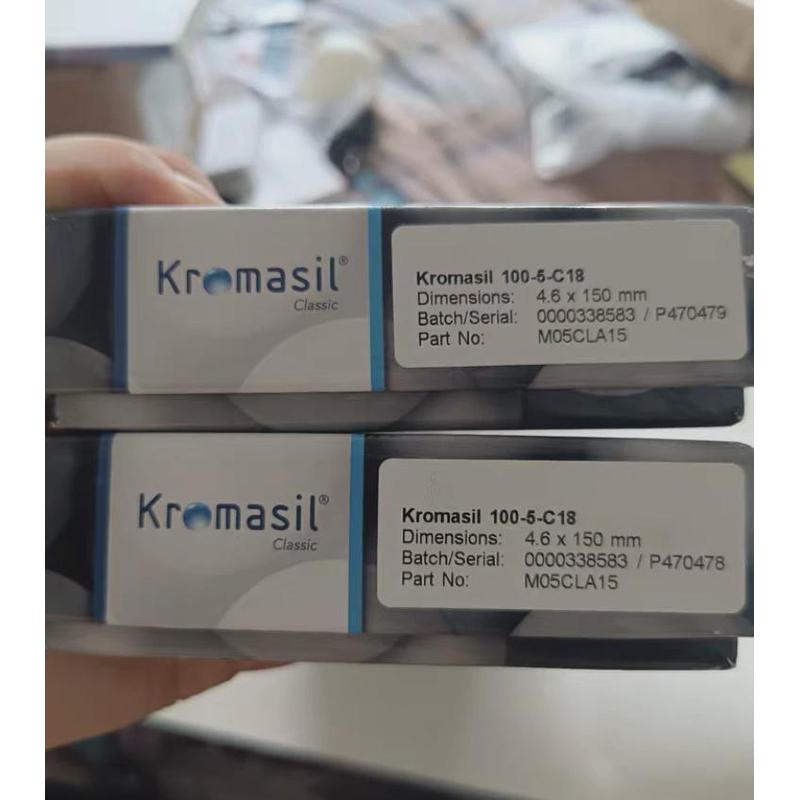 Kromasil®
Classic
Kromasil 100-5-C18
Dimensions: 4.6 x 150 mm
Batch/Serial: 0000338583 / P470479
Part No: M05CLA15
Kromasil®
Classic
Kromasil 100-5-C18
Dimensions: 4.6 x 150 mm
Batch/Serial: 0000338583 / P470478
Part No: M05CLA15